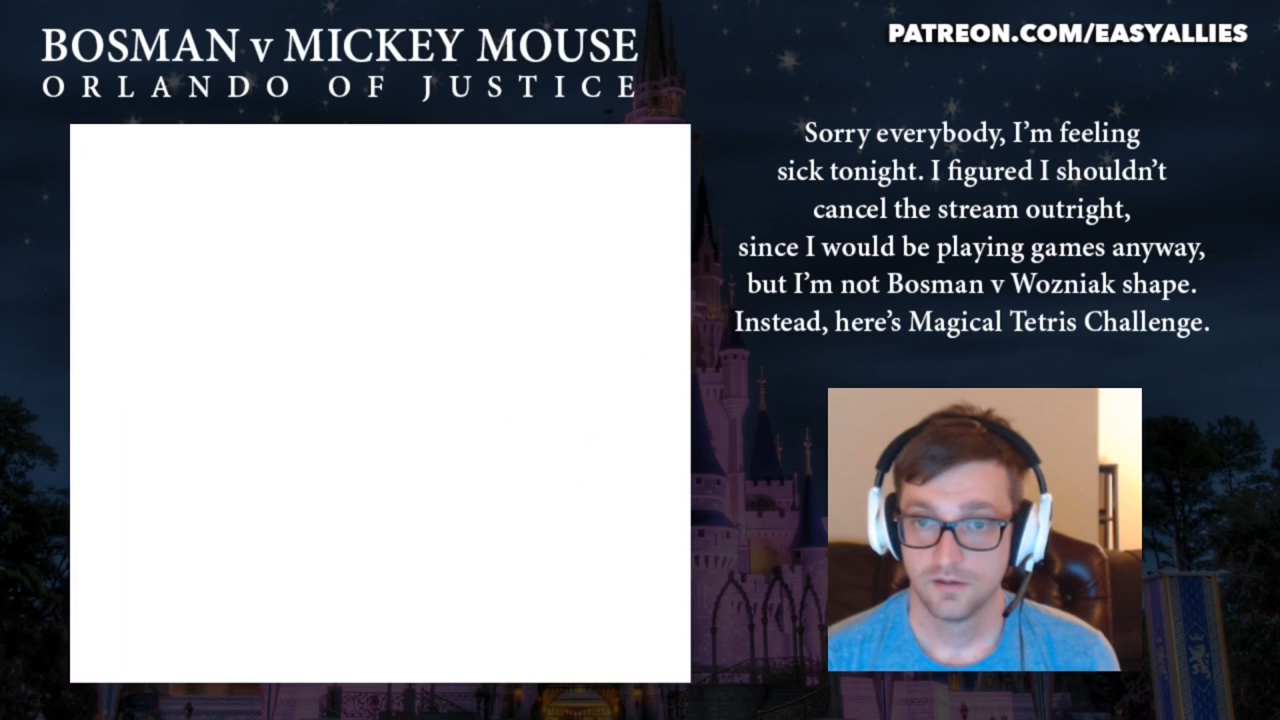 BOSMAN v MICKEY MOUSE
ORLANDO OF JUSTICE
PATREON.COM/EASYALLIES
Sorry everybody, I’m feeling
sick tonight. I figured I shouldn’t
cancel the stream outright,
since I would be playing games anyway,
but I’m not Bosman v Wozniak shape.
Instead, here’s Magical Tetris Challenge.